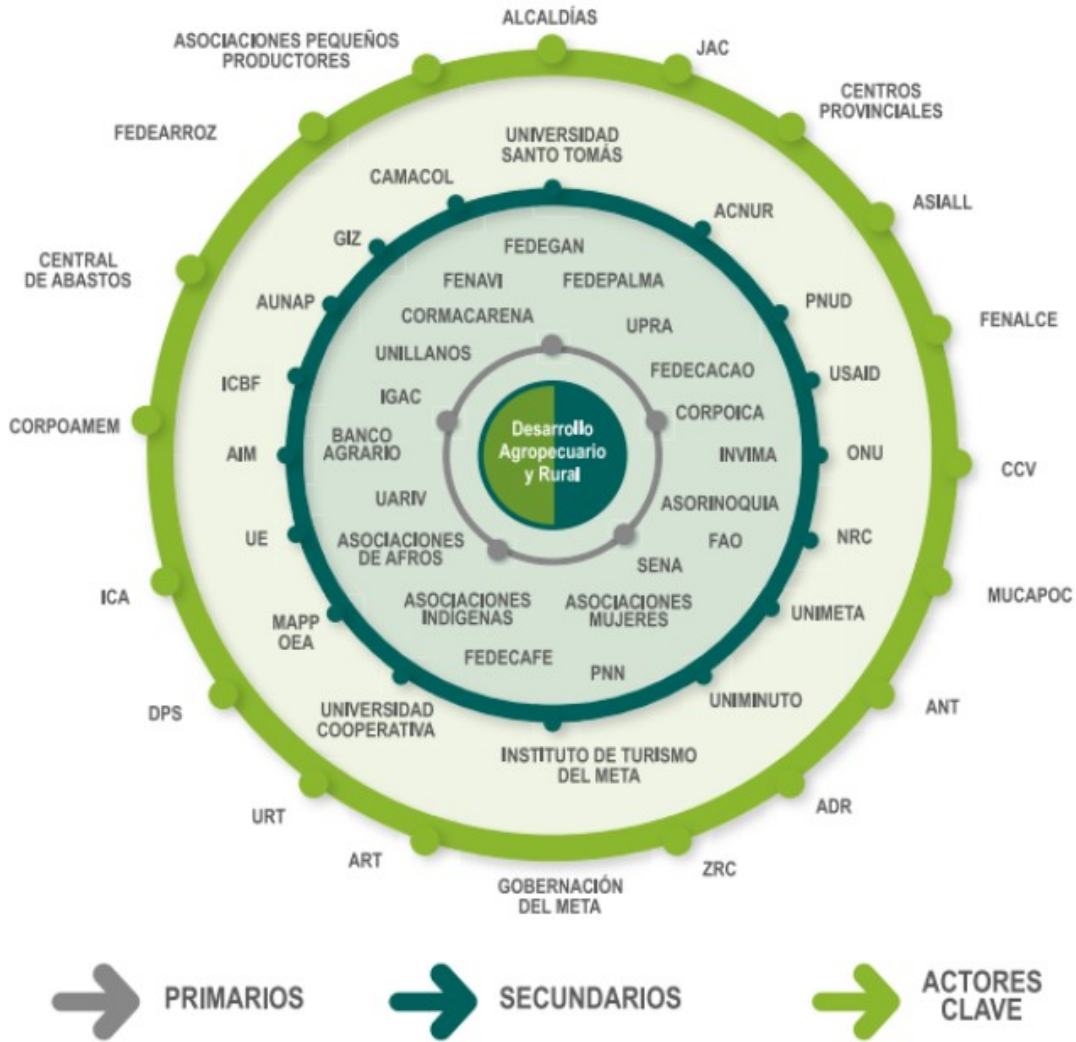 ALCALDÍAS
ASOCIACIONES PEQUEÑOS
PRODUCTORES
JAC
CENTROS
PROVINCIALES
FEDEARROZ
UNIVERSIDAD
SANTO TOMÁS
CAMACOL
ACNUR
ASIALL
GIZ
FEDEGAN
CENTRAL
DE ABASTOS
FENAVI
FEDEPALMA
AUNAP
PNUD
CORMACARENA
UPRA
FENALCE
UNILLANOS
FEDECACAO
ICBF
USAID
IGAC
CORPOICA
CORPOAMEM
Desarrollo
Agropecuario
y Rural
BANCO
AGRARIO
AIM
INVIMA
ONU
CCV
UARIV
ASORINOQUIA
UE
ASOCIACIONES
DE AFROS
FAO
NRC
SENA
ICA
MUCAPOC
ASOCIACIONES
INDÍGENAS
ASOCIACIONES
MUJERES
MAPP
OEA
UNIMETA
FEDECAFE
PNN
DPS
UNIVERSIDAD
COOPERATIVA
UNIMINUTO
ANT
INSTITUTO DE TURISMO
DEL META
URT
ADR
ART
ZRC
GOBERNACIÓN
DEL META
PRIMARIOS
SECUNDARIOS
ACTORES
CLAVE